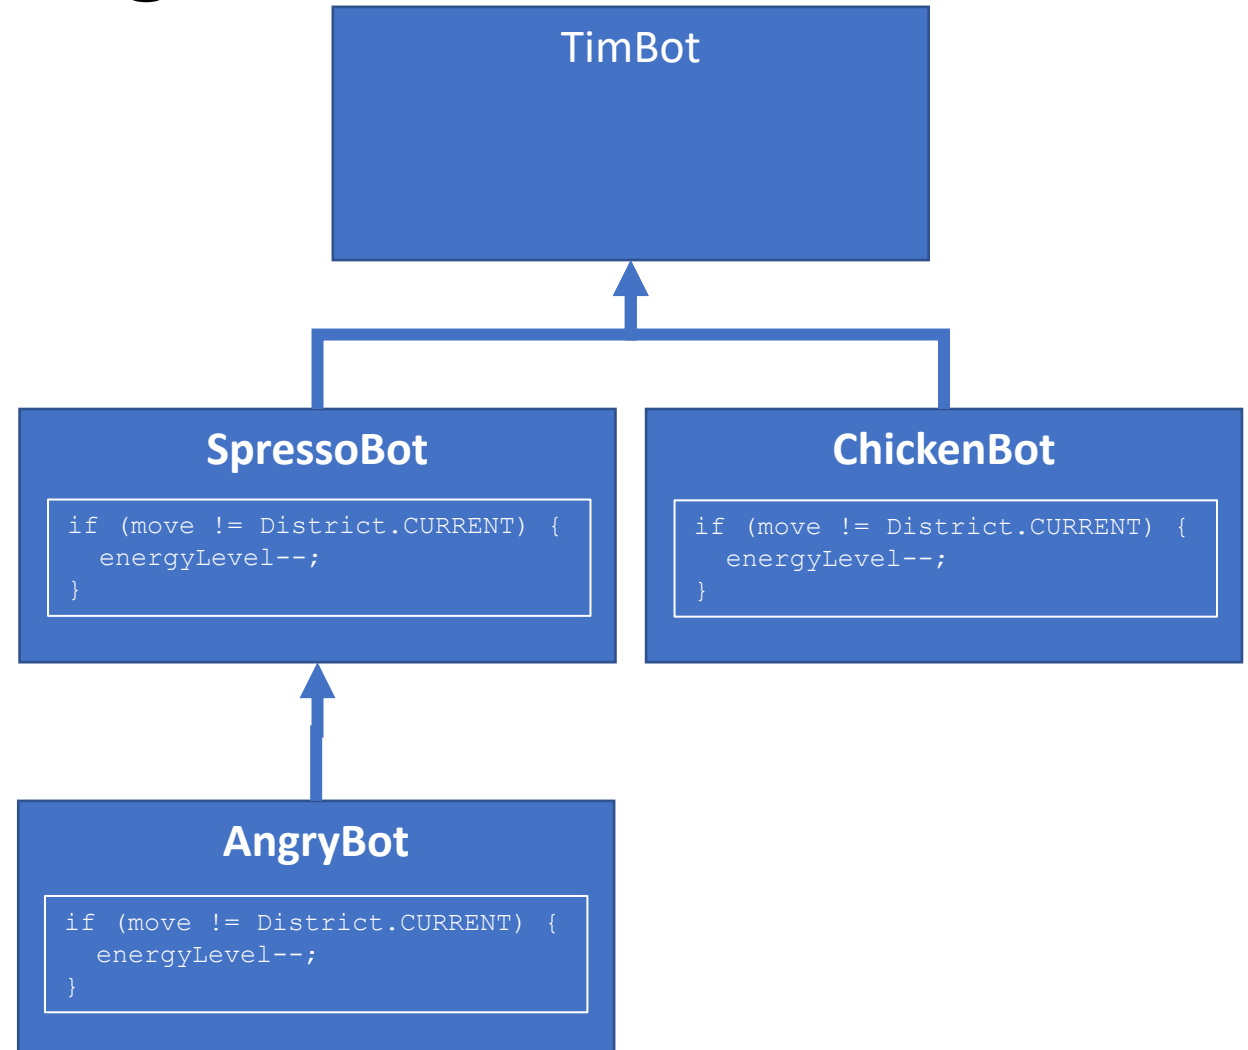 TimBot
SpressoBot
if (move != District.CURRENT) {
  energyLevel--;
}
ChickenBot
if (move != District.CURRENT) {
  energyLevel--;
}
AngryBot
if (move != District.CURRENT) {
  energyLevel--;
}